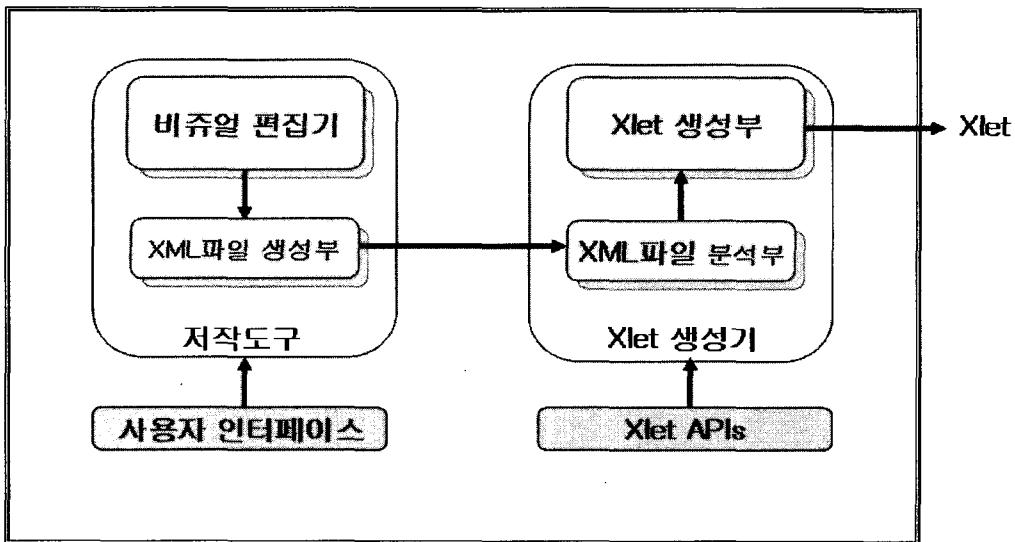 비쥬얼 편집기
XML파일 생성부
저작도구
사용자 인터페이스
Xlet 생성부
XML파일 분석부
Xlet 생성기
Xlet APIs
Xlet